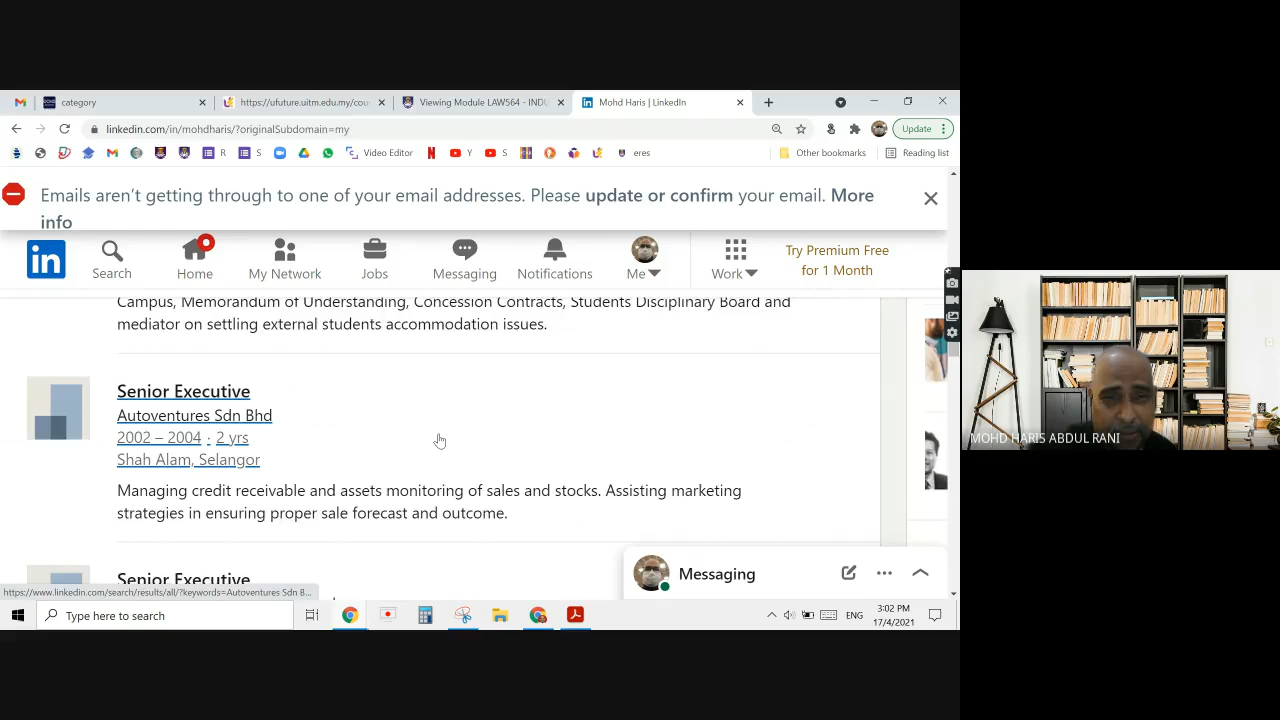 category
https://ufuture.uitm.edu.my/cou
Viewing Module LAW564 - INDU
Mohd Haris | LinkedIn
linkedin.com/in/mohdharis/?originalSubdomain=my
Update
R
S
Video Editor
Y
S
eres
Other bookmarks
Reading list
Emails aren't getting through to one of your email addresses. Please update or confirm your email. More
info
in
Search
Home
My Network
Jobs
Messaging
Notifications
Me
Work
Try Premium Free
for 1 Month
Campus, Memorandum of Understanding, Concession Contracts, Students Disciplinary Board and
mediator on settling external students accommodation issues.
Senior Executive
Autoventures Sdn Bhd
2002 – 2004 · 2 yrs
Shah Alam, Selangor
Managing credit receivable and assets monitoring of sales and stocks. Assisting marketing
strategies in ensuring proper sale forecast and outcome.
Senior Executive
Messaging
https://www.linkedin.com/search/results/all/?keywords=Autoventures Sdn B...
Type here to search
ENG
3:02 PM
17/4/2021
MOHD HARIS ABDUL RANI